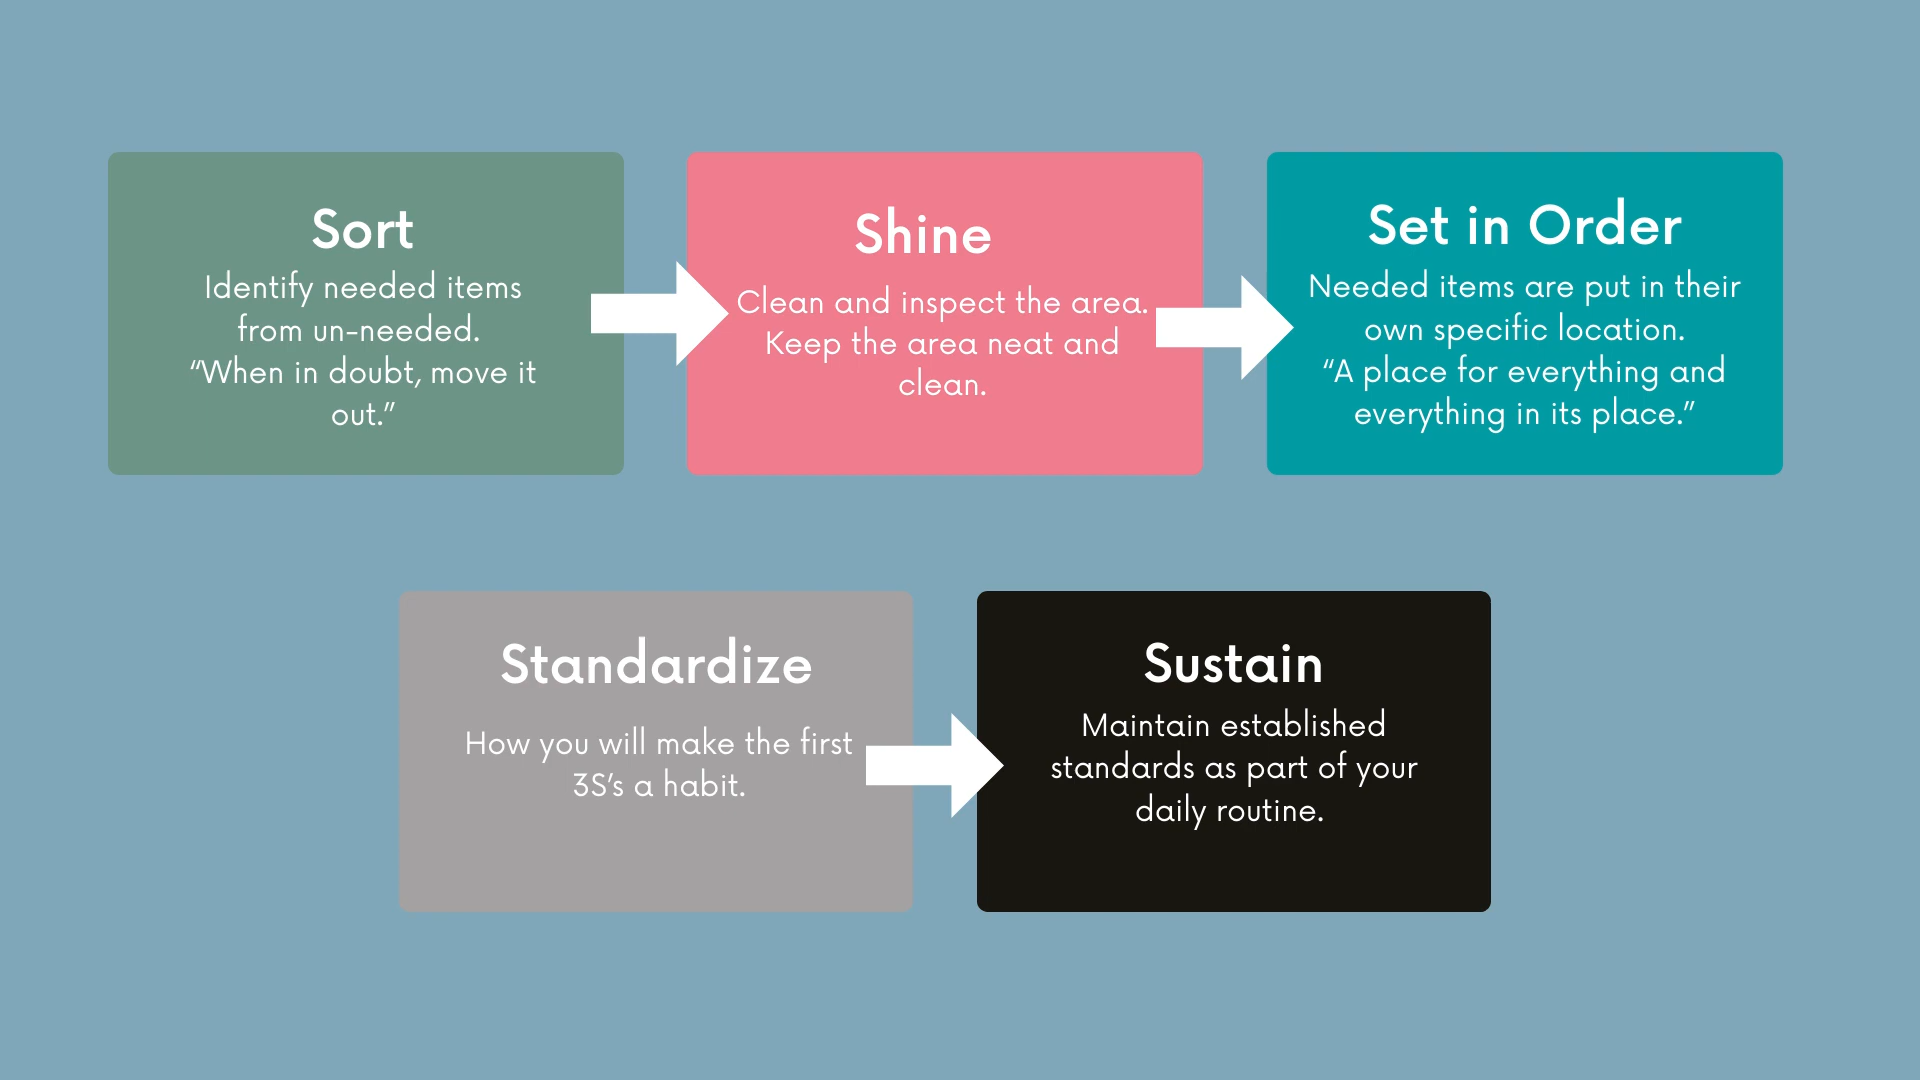 Sort
Identify needed items
from un-needed.
“When in doubt, move it
out.”
Shine
Clean and inspect the area.
Keep the area neat and
clean.
Set in Order
Needed items are put in their
own specific location.
“A place for everything and
everything in its place.”
Standardize
How you will make the first
3S’s a habit.
Sustain
Maintain established
standards as part of your
daily routine.